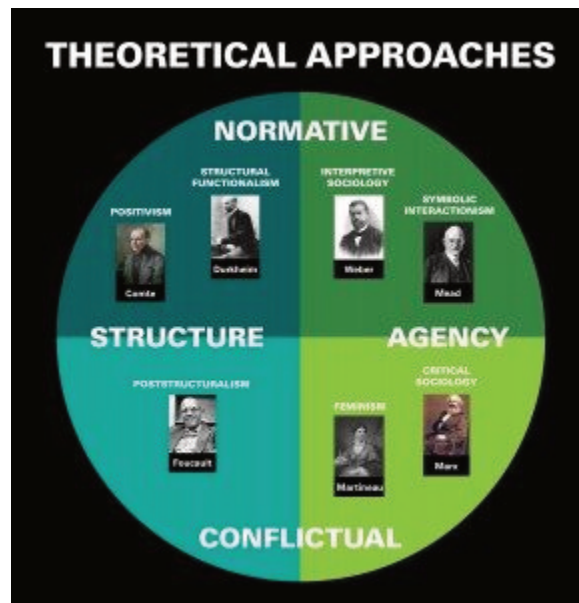 THEORETICAL APPROACHES
NORMATIVE
STRUCTURAL
FUNCTIONALISM
INTERPRETIVE
SOCIOLOGY
POSITIVISM
SYMBOLIC
INTERACTIONISM
Comte
Durkheim
Weber
Mead
STRUCTURE
AGENCY
POSTSTRUCTURALISM
CRITICAL
SOCIOLOGY
FEMINISM
Foucault
Martineau
Marx
CONFLICTUAL